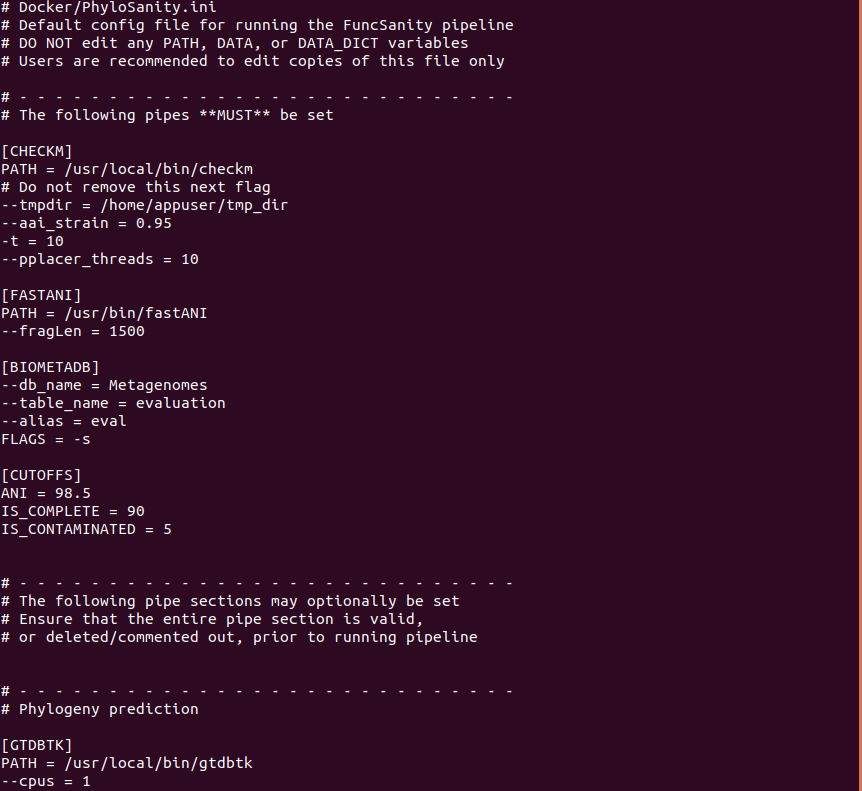 # Docker/PhyloSanity.ini
# Default config file for running the FuncSanity pipeline
# DO NOT edit any PATH, DATA, or DATA_DICT variables
# Users are recommended to edit copies of this file only
# - - - - - - - - - - - - - - - - - - - - - - - - - - - -
# The following pipes **MUST** be set
[CHECKM]
PATH = /usr/local/bin/checkm
# Do not remove this next flag
--tmpdir = /home/appuser/tmp_dir
--aai_strain = 0.95
-t = 10
--pplacer_threads = 10
[FASTANI]
PATH = /usr/bin/fastANI
--fragLen = 1500
[BIOMETADB]
--db_name = Metagenomes
--table_name = evaluation
--alias = eval
FLAGS = -s
[CUTOFFS]
ANI = 98.5
IS_COMPLETE = 90
IS_CONTAMINATED = 5
# - - - - - - - - - - - - - - - - - - - - - - - - - - - -
# The following pipe sections may optionally be set
# Ensure that the entire pipe section is valid,
# or deleted/commented out, prior to running pipeline
# - - - - - - - - - - - - - - - - - - - - - - - - - - - -
# Phylogeny prediction
[GTDBTK]
PATH = /usr/local/bin/gtdbtk
--cpus = 1